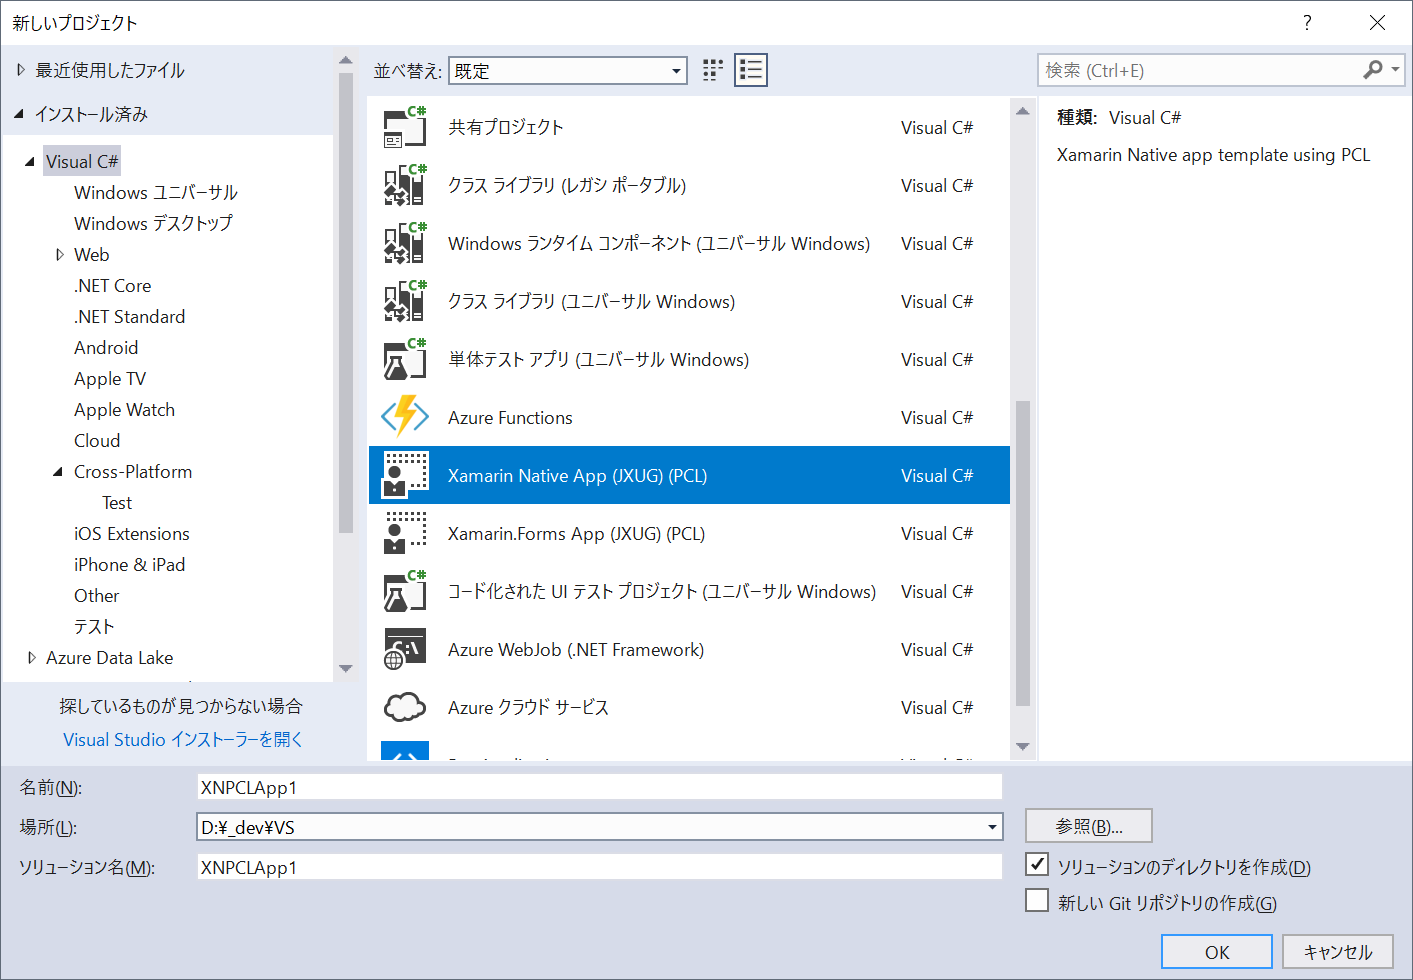 新しいプロジェクト
?
最近使用したファイル
インストール済み
Visual C#
Windows ユニバーサル
Windows デスクトップ
Web
.NET Core
.NET Standard
Android
Apple TV
Apple Watch
Cloud
Cross-Platform
Test
iOS Extensions
iPhone & iPad
Other
テスト
Azure Data Lake
探しているものが見つからない場合
Visual Studio インストーラーを開く
並べ替え: 既定
共有プロジェクト Visual C#
クラス ライブラリ (レガシ ポータブル) Visual C#
Windows ランタイム コンポーネント (ユニバーサル Windows) Visual C#
クラス ライブラリ (ユニバーサル Windows) Visual C#
単体テスト アプリ (ユニバーサル Windows) Visual C#
Azure Functions Visual C#
Xamarin Native App (JXUG) (PCL) Visual C#
Xamarin.Forms App (JXUG) (PCL) Visual C#
コード化された UI テスト プロジェクト (ユニバーサル Windows) Visual C#
Azure WebJob (.NET Framework) Visual C#
Azure クラウド サービス Visual C#
検索 (Ctrl+E)
種類: Visual C#
Xamarin Native app template using PCL
名前(N): XNPCLApp1
場所(L): D:¥_dev¥VS
参照(B)...
ソリューション名(M): XNPCLApp1
ソリューションのディレクトリを作成(D)
新しい Git リポジトリの作成(G)
OK
キャンセル